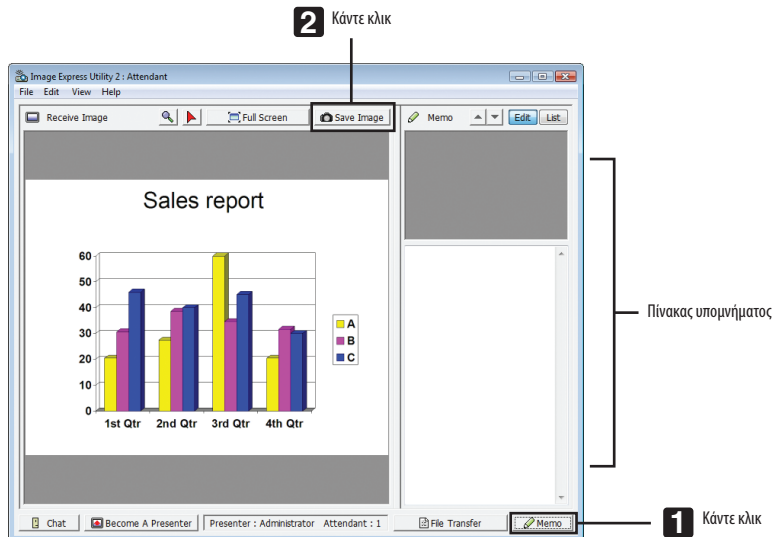 2 Κάντε κλικ
Image Express Utility 2 : Attendant
File Edit View Help
Receive Image Full Screen Save Image Memo Edit List
Sales report
60
50
40
30
20
10
0
1st Qtr 2nd Qtr 3rd Qtr 4th Qtr
A
B
C
Πίνακας υπομνήματος
Chat Become A Presenter Presenter : Administrator Attendant : 1 File Transfer Memo
1 Κάντε κλικ